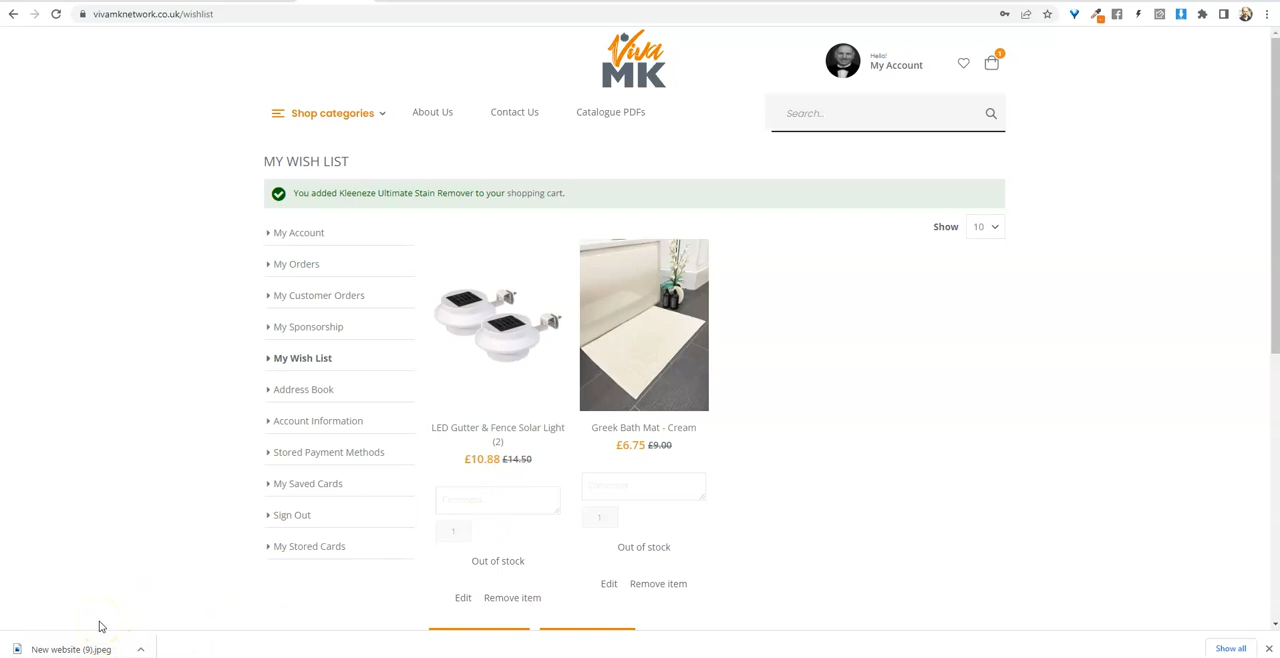 vivamknetwork.co.uk/wishlist
Viva
MK
Hello!
My Account
1
Shop categories
About Us
Contact Us
Catalogue PDFs
Search..
MY WISH LIST
You added Kleeneze Ultimate Stain Remover to your shopping cart.
Show 10
My Account
My Orders
My Customer Orders
My Sponsorship
My Wish List
Address Book
Account Information
Stored Payment Methods
My Saved Cards
Sign Out
My Stored Cards
LED Gutter & Fence Solar Light
(2)
£10.88 £14.50
Comment..
1
Out of stock
Edit Remove item
Greek Bath Mat - Cream
£6.75 £9.00
Comment..
1
Out of stock
Edit Remove item
New website (9).jpeg
Show all